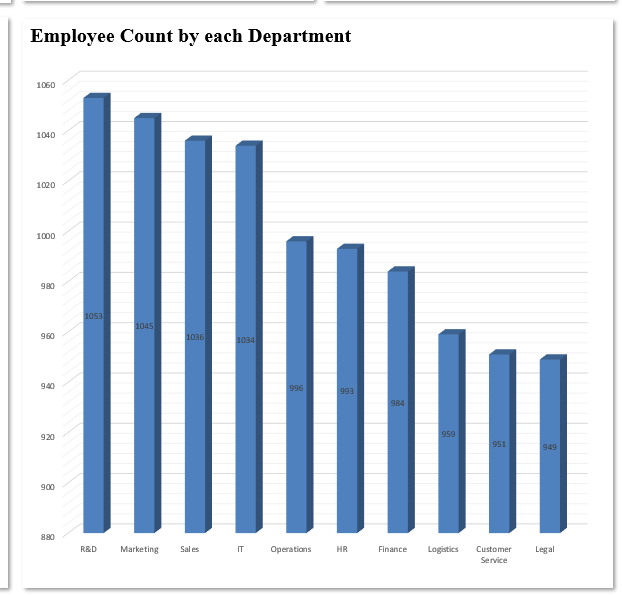 Employee Count by each Department
1060
1040
1020
1000
980
960
940
920
900
880
1053
1045
1036
1034
996
993
984
959
951
949
R&D
Marketing
Sales
IT
Operations
HR
Finance
Logistics
Customer
Service
Legal